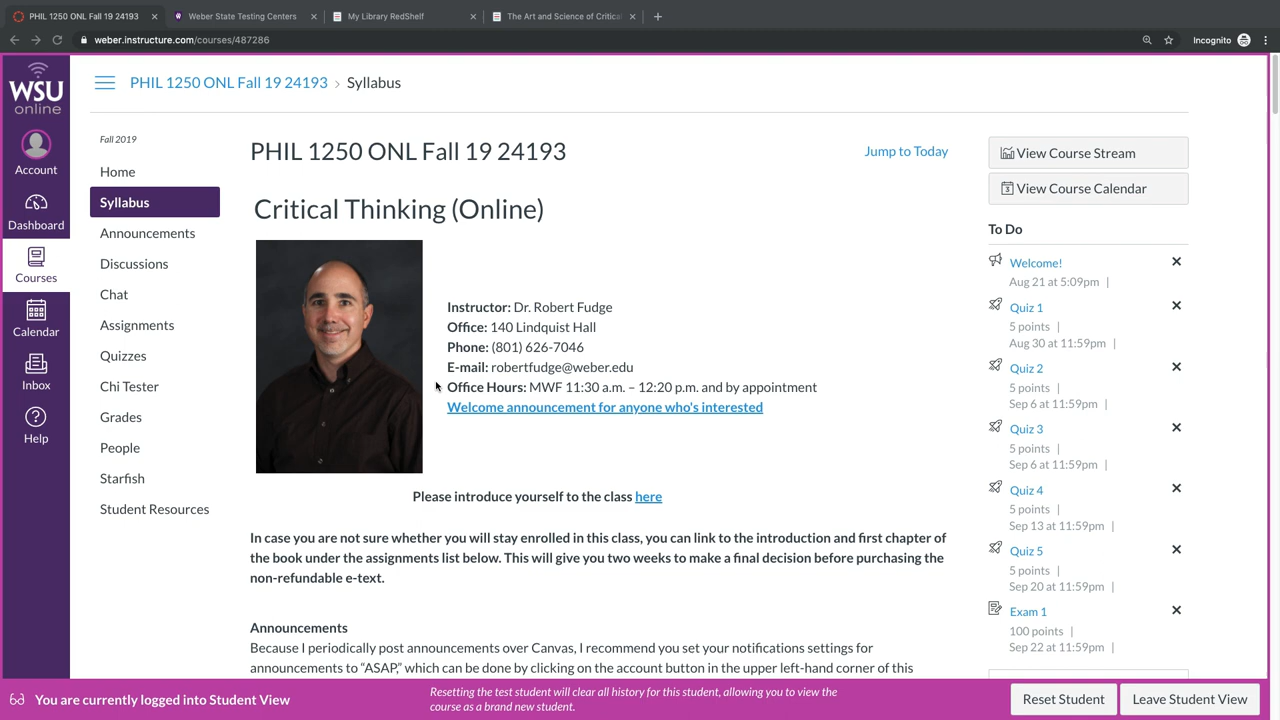 PHIL 1250 ONL Fall 19 24193
Weber State Testing Centers
My Library RedShelf
The Art and Science of Critical
weber.instructure.com/courses/487286
Incognito
WSU
online
Account
Dashboard
Courses
Calendar
Inbox
Help
PHIL 1250 ONL Fall 19 24193 › Syllabus
Fall 2019
Home
Syllabus
Announcements
Discussions
Chat
Assignments
Quizzes
Chi Tester
Grades
People
Starfish
Student Resources
PHIL 1250 ONL Fall 19 24193
Jump to Today
Critical Thinking (Online)
Instructor: Dr. Robert Fudge
Office: 140 Lindquist Hall
Phone: (801) 626-7046
E-mail: robertfudge@weber.edu
Office Hours: MWF 11:30 a.m. – 12:20 p.m. and by appointment
Welcome announcement for anyone who's interested
Please introduce yourself to the class here
In case you are not sure whether you will stay enrolled in this class, you can link to the introduction and first chapter of
the book under the assignments list below. This will give you two weeks to make a final decision before purchasing the
non-refundable e-text.
Announcements
Because I periodically post announcements over Canvas, I recommend you set your notifications settings for
announcements to “ASAP,” which can be done by clicking on the account button in the upper left-hand corner of this
View Course Stream
View Course Calendar
To Do
Welcome!
Aug 21 at 5:09pm |
Quiz 1
5 points |
Aug 30 at 11:59pm |
Quiz 2
5 points |
Sep 6 at 11:59pm |
Quiz 3
5 points |
Sep 6 at 11:59pm |
Quiz 4
5 points |
Sep 13 at 11:59pm |
Quiz 5
5 points |
Sep 20 at 11:59pm |
Exam 1
100 points |
Sep 22 at 11:59pm |
You are currently logged into Student View
Resetting the test student will clear all history for this student, allowing you to view the
course as a brand new student.
Reset Student
Leave Student View